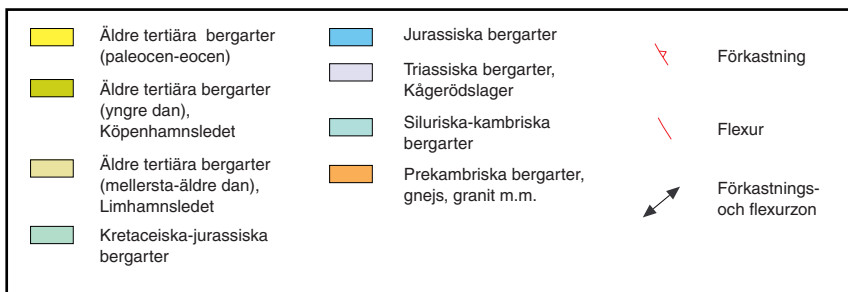 Äldre tertiära bergarter
(paleocen-eocen)
Äldre tertiära bergarter
(yngre dan),
Köpenhamnsledet
Äldre tertiära bergarter
(mellersta-äldre dan),
Limhamnsledet
Kretaceiska-jurassiska
bergarter
Jurassiska bergarter
Triassiska bergarter,
Kågerödslager
Siluriska-kambriska
bergarter
Prekambriska bergarter,
gnejs, granit m.m.
Förkastning
Flexur
Förkastnings-
och flexurzon